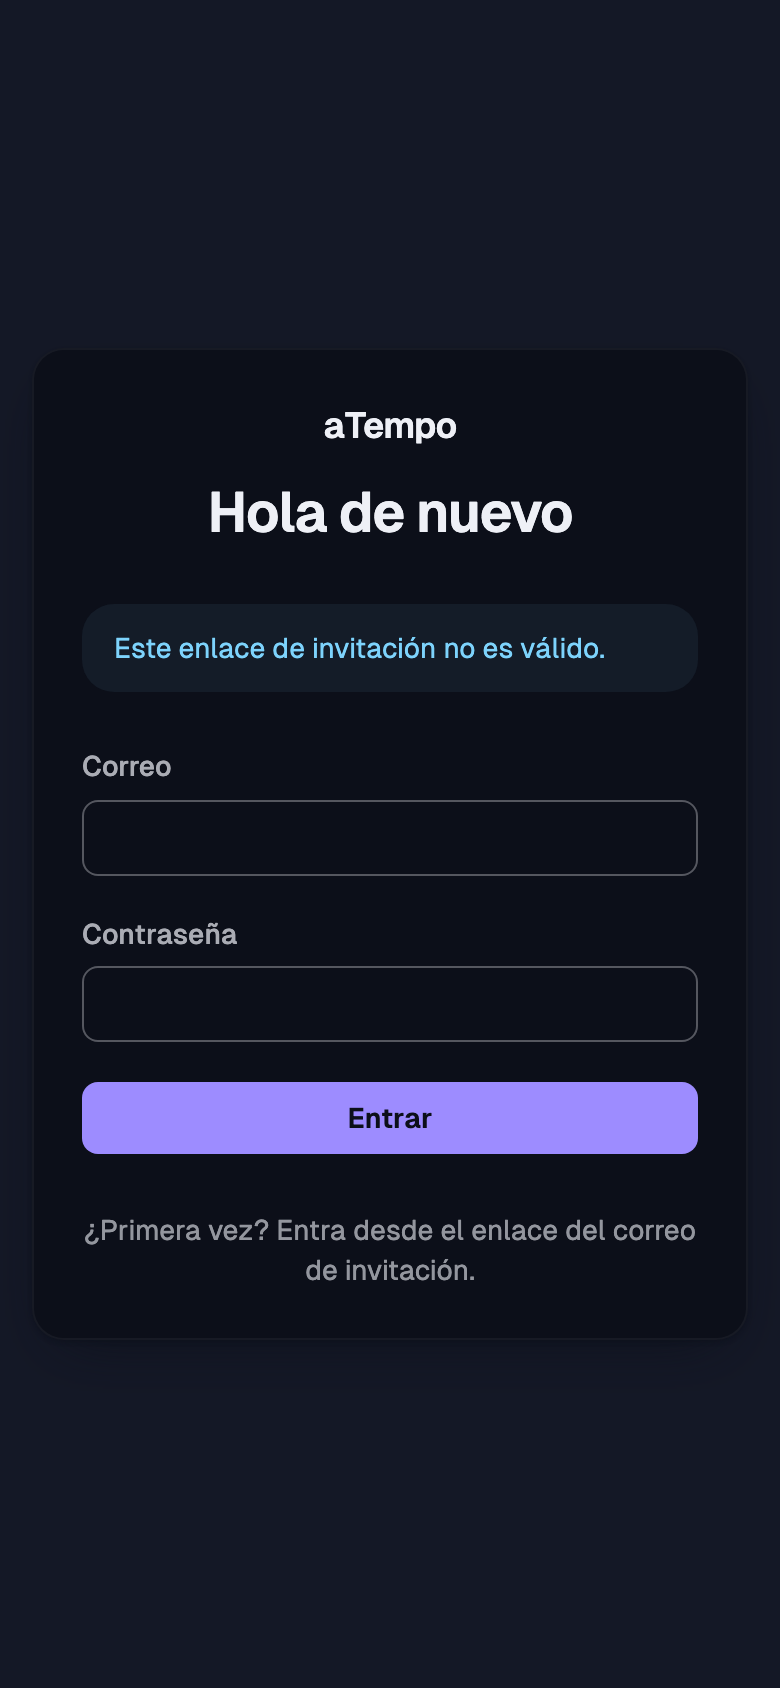 aTempo
Hola de nuevo
Este enlace de invitación no es válido.
Correo
Contraseña
Entrar
¿Primera vez? Entra desde el enlace del correo
de invitación.